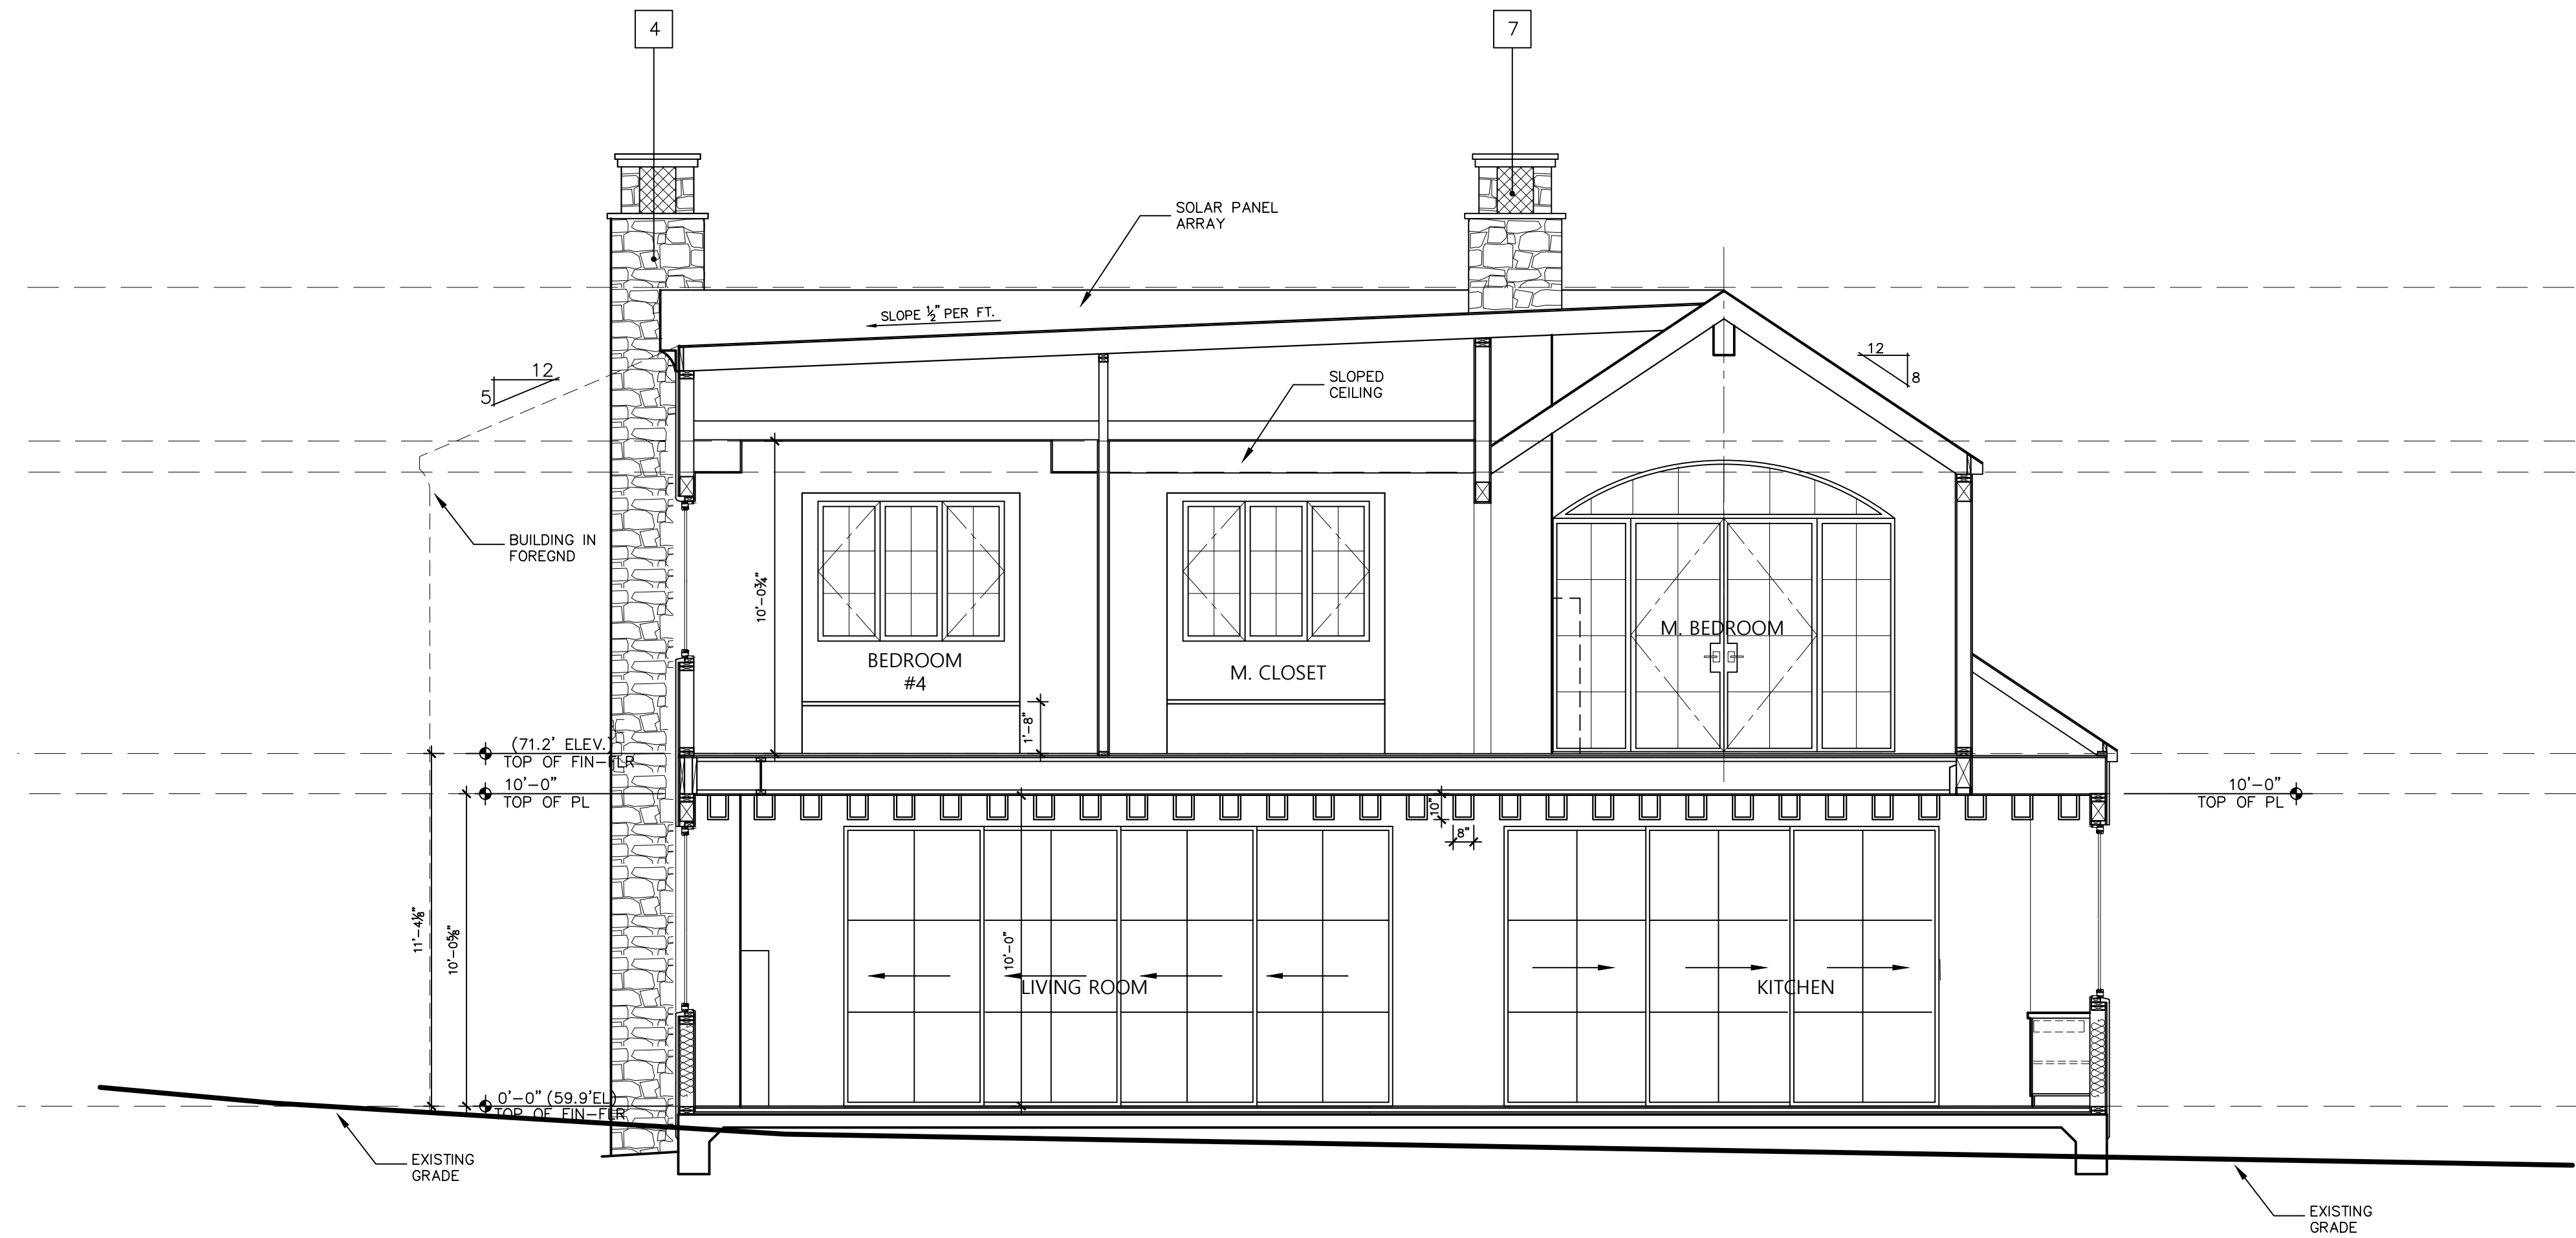 4
7
SOLAR PANEL
ARRAY
SLOPE ½" PER FT.
12
8
12
5
SLOPED
CEILING
BUILDING IN
FOREGND
10'-0¾"
M. BEDROOM
BEDROOM
#4
M. CLOSET
1'-8"
(71.2' ELEV.)
TOP OF FIN-FLR
10'-0"
TOP OF PL
10'-0"
TOP OF PL
10"
8"
11'-4⅛"
10'-0⅝"
10'-0"
LIVING ROOM
KITCHEN
0'-0" (59.9'EL)
TOP OF FIN-FLR
EXISTING
GRADE
EXISTING
GRADE